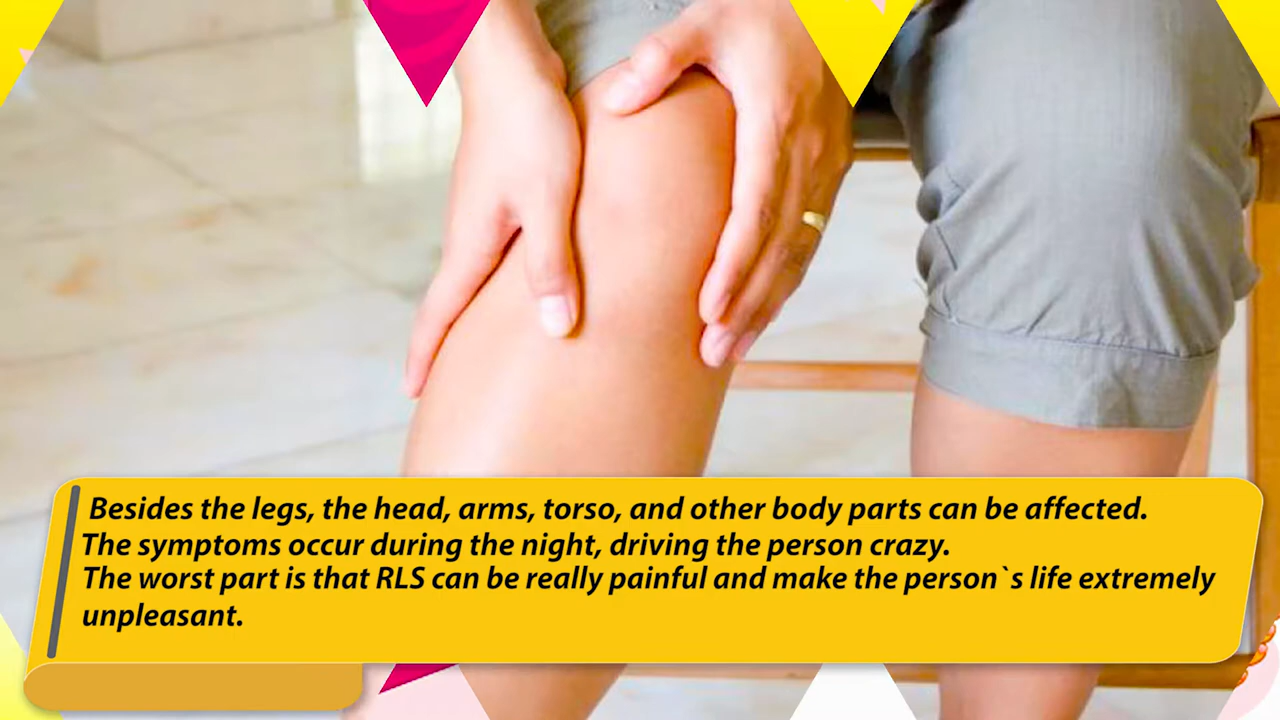 Besides the legs, the head, arms, torso, and other body parts can be affected.
The symptoms occur during the night, driving the person crazy.
The worst part is that RLS can be really painful and make the person`s life extremely
unpleasant.